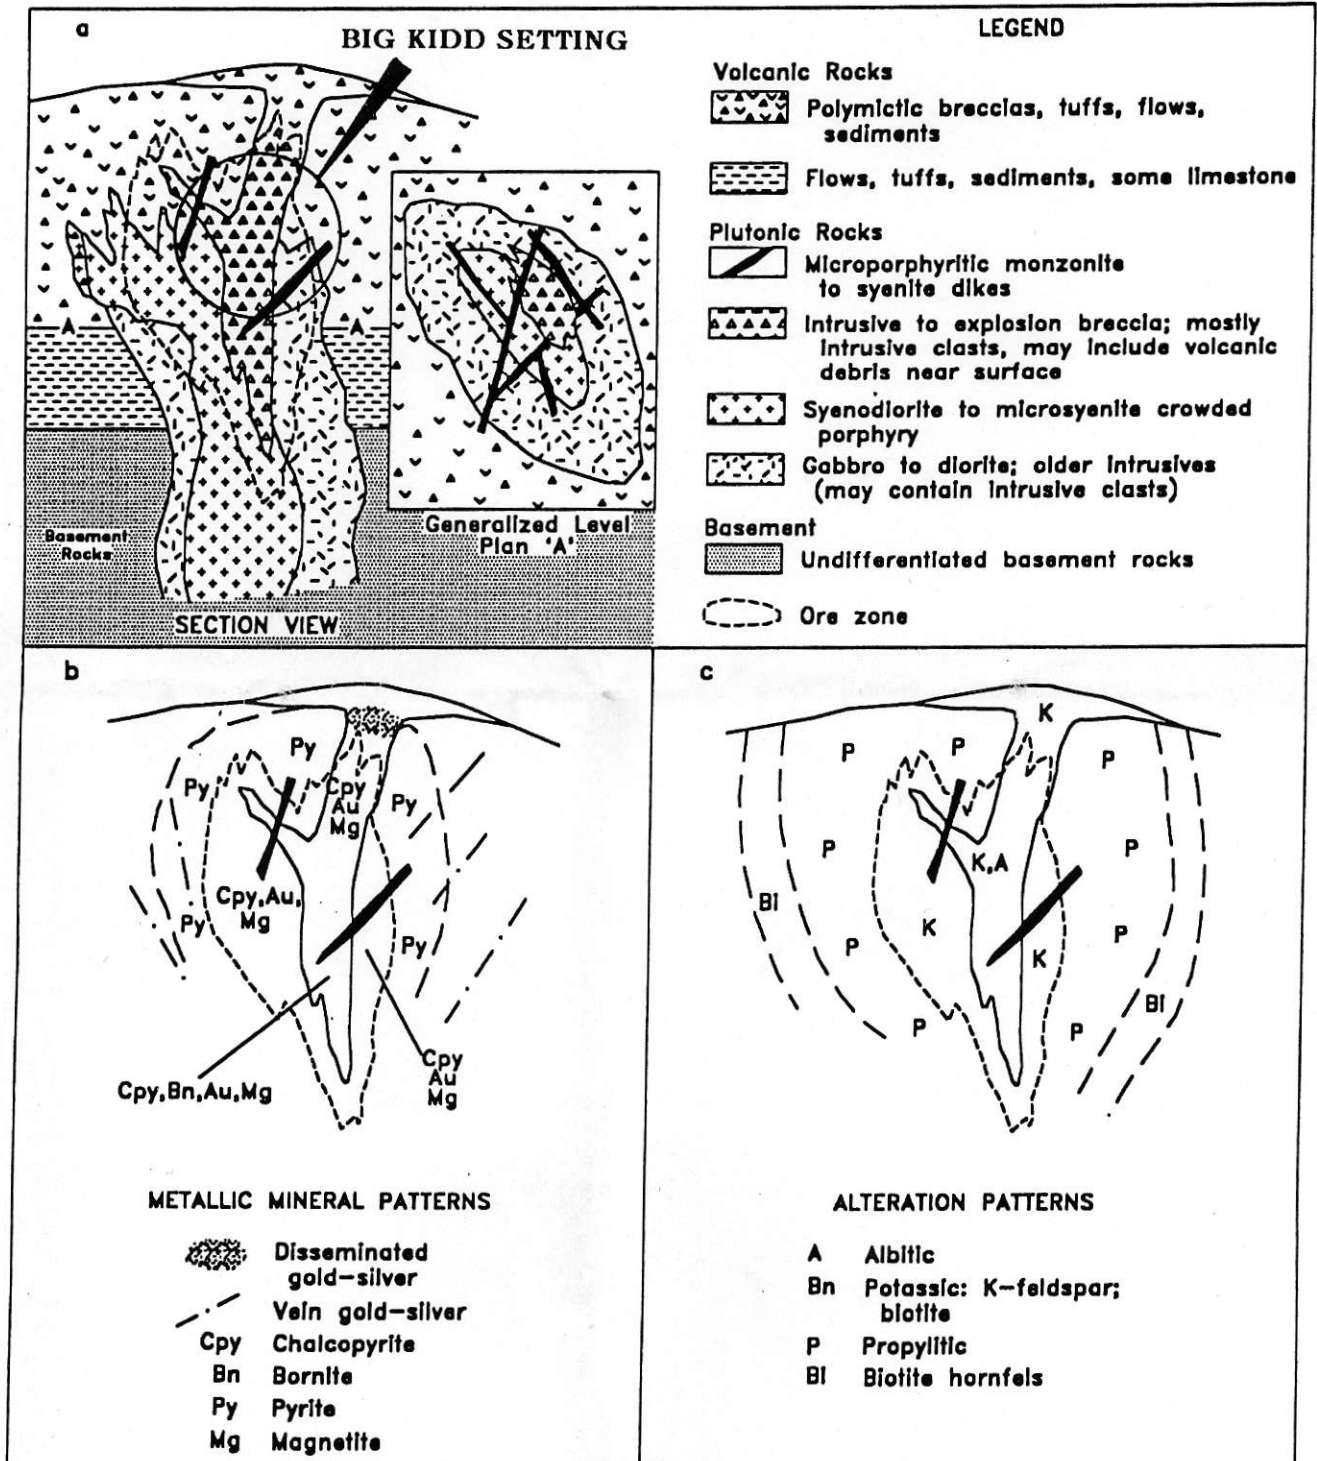 a
BIG KIDD SETTING
A
A
Basement
Rocks
SECTION VIEW
Generalized Level
Plan 'A'
LEGEND
Volcanic Rocks
Polymictic breccias, tuffs, flows,
sediments
Flows, tuffs, sediments, some limestone
Plutonic Rocks
Microporphyritic monzonite
to syenite dikes
Intrusive to explosion breccia; mostly
intrusive clasts, may include volcanic
debris near surface
Syenodiorite to microsyenite crowded
porphyry
Gabbro to diorite; older intrusives
(may contain intrusive clasts)
Basement
Undifferentiated basement rocks
Ore zone
b
Py
Py
Cpy
Au
Mg
Py
Cpy,Au,
Mg
Py
Py
Cpy,Bn,Au,Mg
Cpy
Au
Mg
METALLIC MINERAL PATTERNS
Disseminated
gold-silver
Vein gold-silver
Cpy Chalcopyrite
Bn Bornite
Py Pyrite
Mg Magnetite
c
K
P
P
P
P
K,A
P
Bi
K
P
P
K
Bi
P
P
ALTERATION PATTERNS
A Albitic
Bn Potassic: K-feldspar;
biotite
P Propylitic
Bi Biotite hornfels